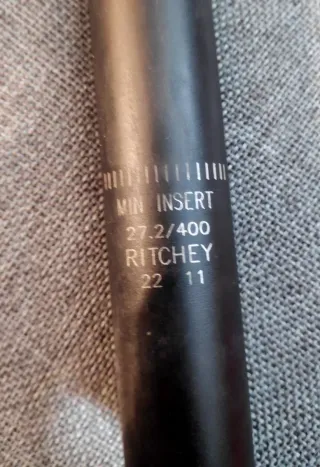 MIN INSERT
27.2/400
RITCHEY
22 11